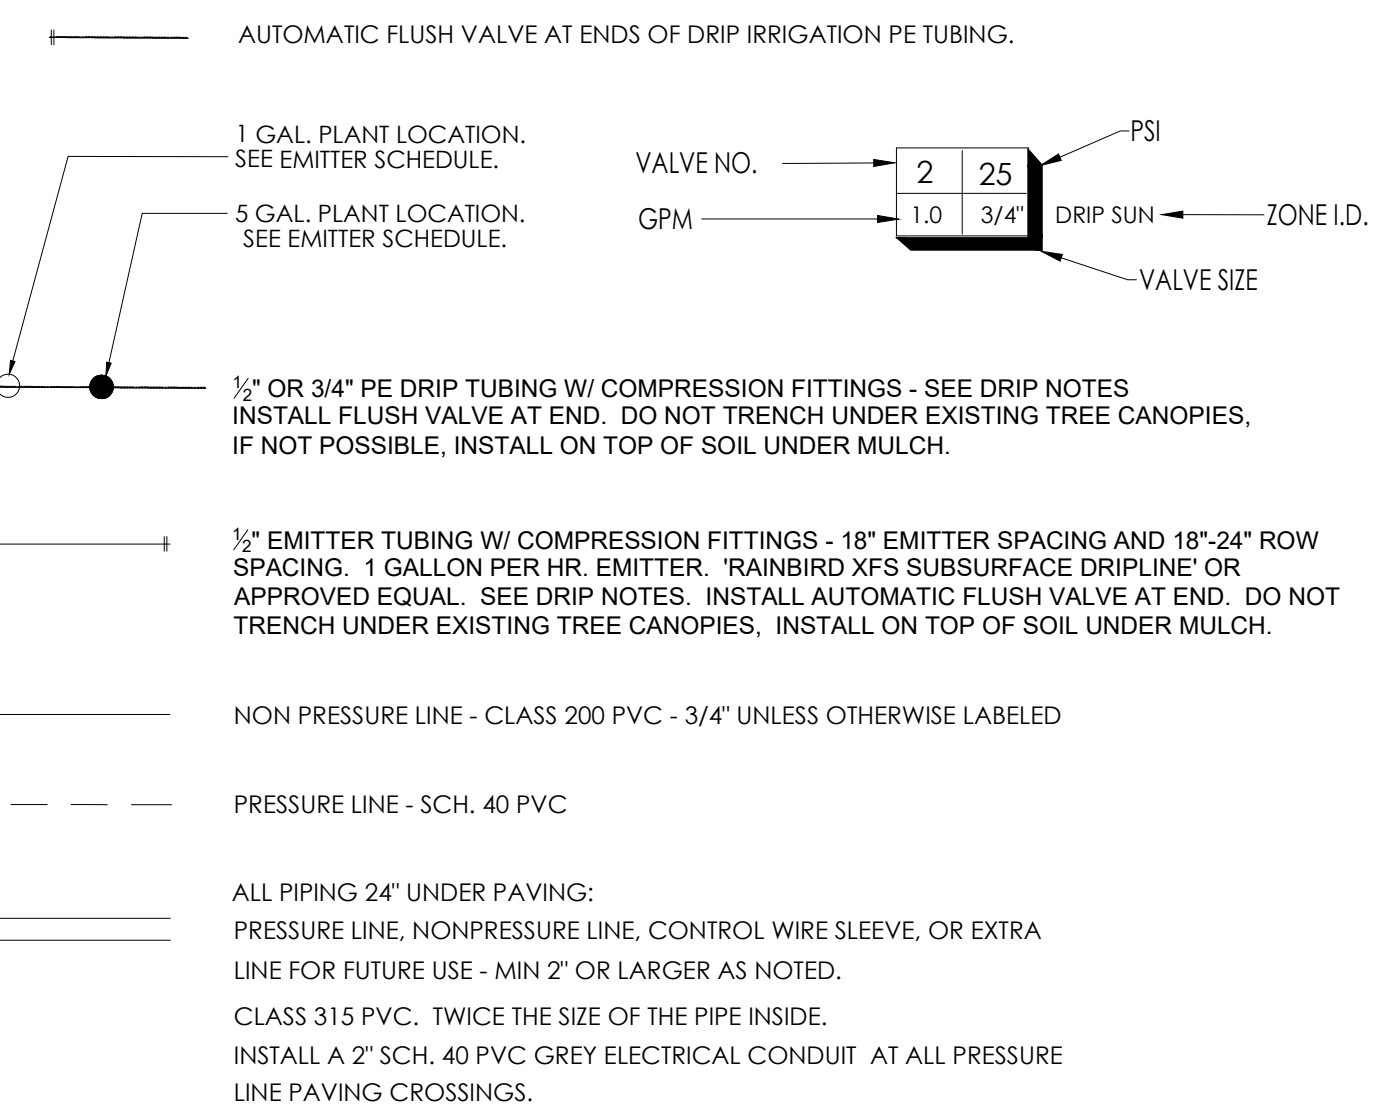 AUTOMATIC FLUSH VALVE AT ENDS OF DRIP IRRIGATION PE TUBING.
1 GAL. PLANT LOCATION.
SEE EMITTER SCHEDULE.
5 GAL. PLANT LOCATION.
SEE EMITTER SCHEDULE.
PSI
VALVE NO.
2 25
GPM
1.0 3/4" DRIP SUN
ZONE I.D.
VALVE SIZE
½" OR 3/4" PE DRIP TUBING W/ COMPRESSION FITTINGS - SEE DRIP NOTES
INSTALL FLUSH VALVE AT END.  DO NOT TRENCH UNDER EXISTING TREE CANOPIES,
IF NOT POSSIBLE, INSTALL ON TOP OF SOIL UNDER MULCH.
½" EMITTER TUBING W/ COMPRESSION FITTINGS - 18" EMITTER SPACING AND 18"-24" ROW
SPACING.  1 GALLON PER HR. EMITTER.  'RAINBIRD XFS SUBSURFACE DRIPLINE' OR
APPROVED EQUAL.  SEE DRIP NOTES.  INSTALL AUTOMATIC FLUSH VALVE AT END.  DO NOT
TRENCH UNDER EXISTING TREE CANOPIES,  INSTALL ON TOP OF SOIL UNDER MULCH.
NON PRESSURE LINE - CLASS 200 PVC - 3/4" UNLESS OTHERWISE LABELED
PRESSURE LINE - SCH. 40 PVC
ALL PIPING 24" UNDER PAVING:
PRESSURE LINE, NONPRESSURE LINE, CONTROL WIRE SLEEVE, OR EXTRA
LINE FOR FUTURE USE - MIN 2" OR LARGER AS NOTED.
CLASS 315 PVC.  TWICE THE SIZE OF THE PIPE INSIDE.
INSTALL A 2" SCH. 40 PVC GREY ELECTRICAL CONDUIT  AT ALL PRESSURE
LINE PAVING CROSSINGS.